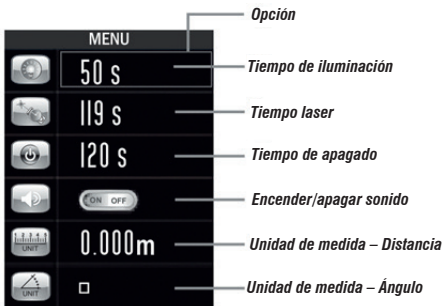 Opción
MENU
50 s
Tiempo de iluminación
119 s
Tiempo laser
120 s
Tiempo de apagado
ON OFF
Encender/apagar sonido
UNIT
0.000m
Unidad de medida – Distancia
UNIT
Unidad de medida – Ángulo